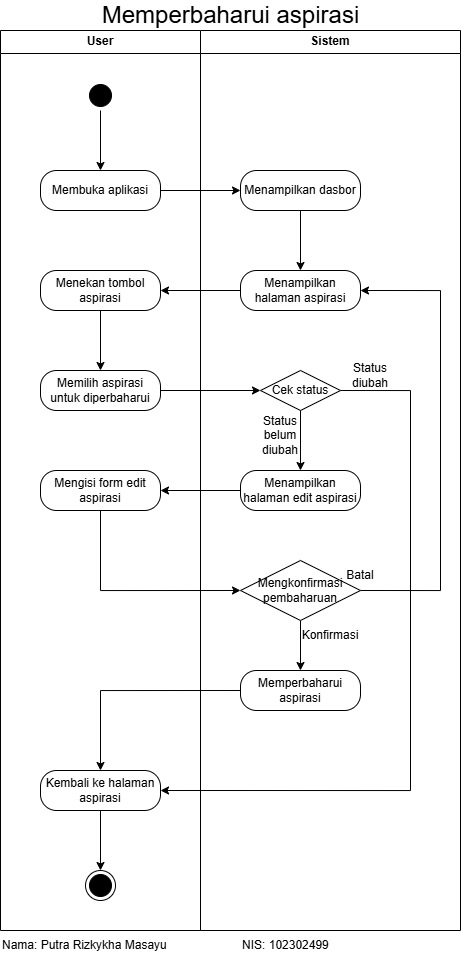 Memperbaharui aspirasi
User
Sistem
Membuka aplikasi
Menampilkan dasbor
Menekan tombol
aspirasi
Menampilkan
halaman aspirasi
Memilih aspirasi
untuk diperbaharui
Cek status
Status
diubah
Status
belum
diubah
Mengisi form edit
aspirasi
Menampilkan
halaman edit aspirasi
Mengkonfirmasi
pembaharuan
Batal
Konfirmasi
Memperbaharui
aspirasi
Kembali ke halaman
aspirasi
Nama: Putra Rizkykha Masayu
NIS: 102302499